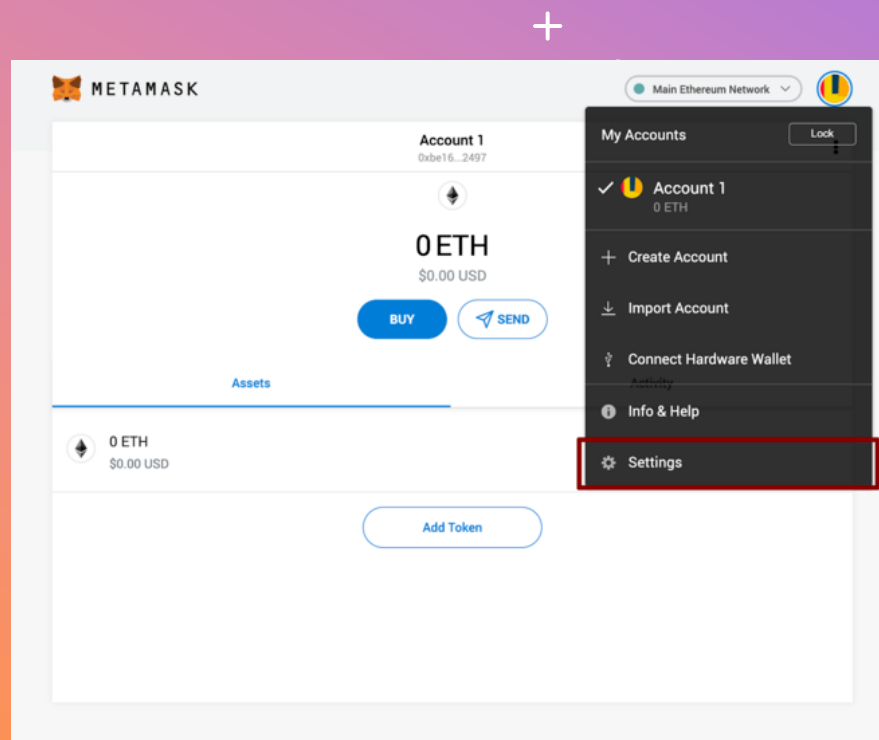 METAMASK
Main Ethereum Network
Account 1
0xbe16...2497
0 ETH
$0.00 USD
BUY
SEND
Assets
Activity
0 ETH
$0.00 USD
Add Token
My Accounts
Lock
Account 1
0 ETH
Create Account
Import Account
Connect Hardware Wallet
Info & Help
Settings